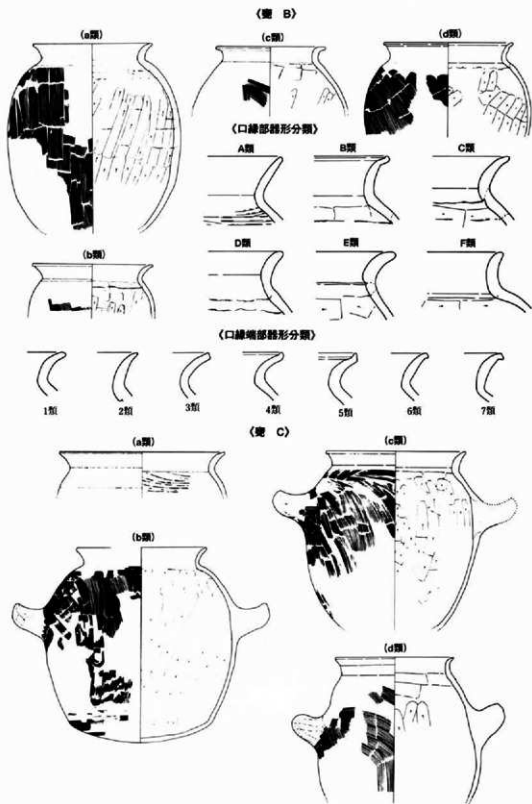 〈甕 B〉
(a類)
(c類)
(d類)
(b類)
〈口縁部器形分類〉
A類
B類
C類
D類
E類
F類
〈口縁端部器形分類〉
1類
2類
3類
4類
5類
6類
7類
〈甕 C〉
(a類)
(c類)
(b類)
(d類)